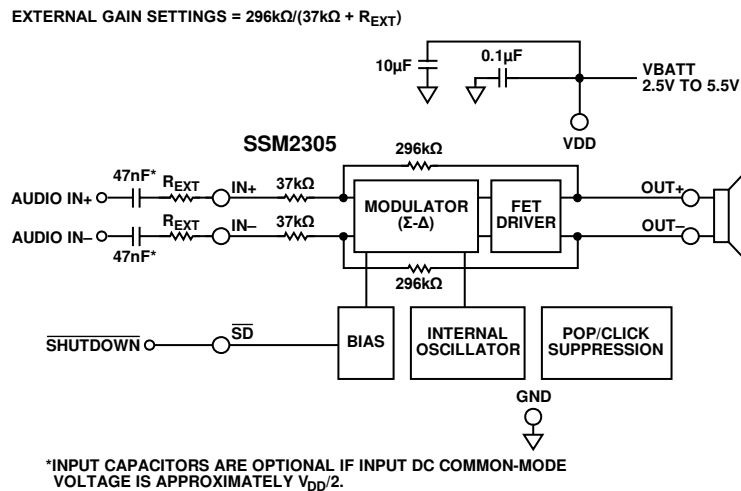 EXTERNAL GAIN SETTINGS = 296kΩ/(37kΩ + REXT)
10µF
0.1µF
VBATT
2.5V TO 5.5V
VDD
SSM2305
296kΩ
47nF*
REXT
IN+
37kΩ
AUDIO IN+
MODULATOR
(Σ-Δ)
FET
DRIVER
OUT+
AUDIO IN–
47nF*
REXT
IN–
37kΩ
OUT–
296kΩ
SHUTDOWN
SD
BIAS
INTERNAL
OSCILLATOR
POP/CLICK
SUPPRESSION
GND
*INPUT CAPACITORS ARE OPTIONAL IF INPUT DC COMMON-MODE
VOLTAGE IS APPROXIMATELY VDD/2.